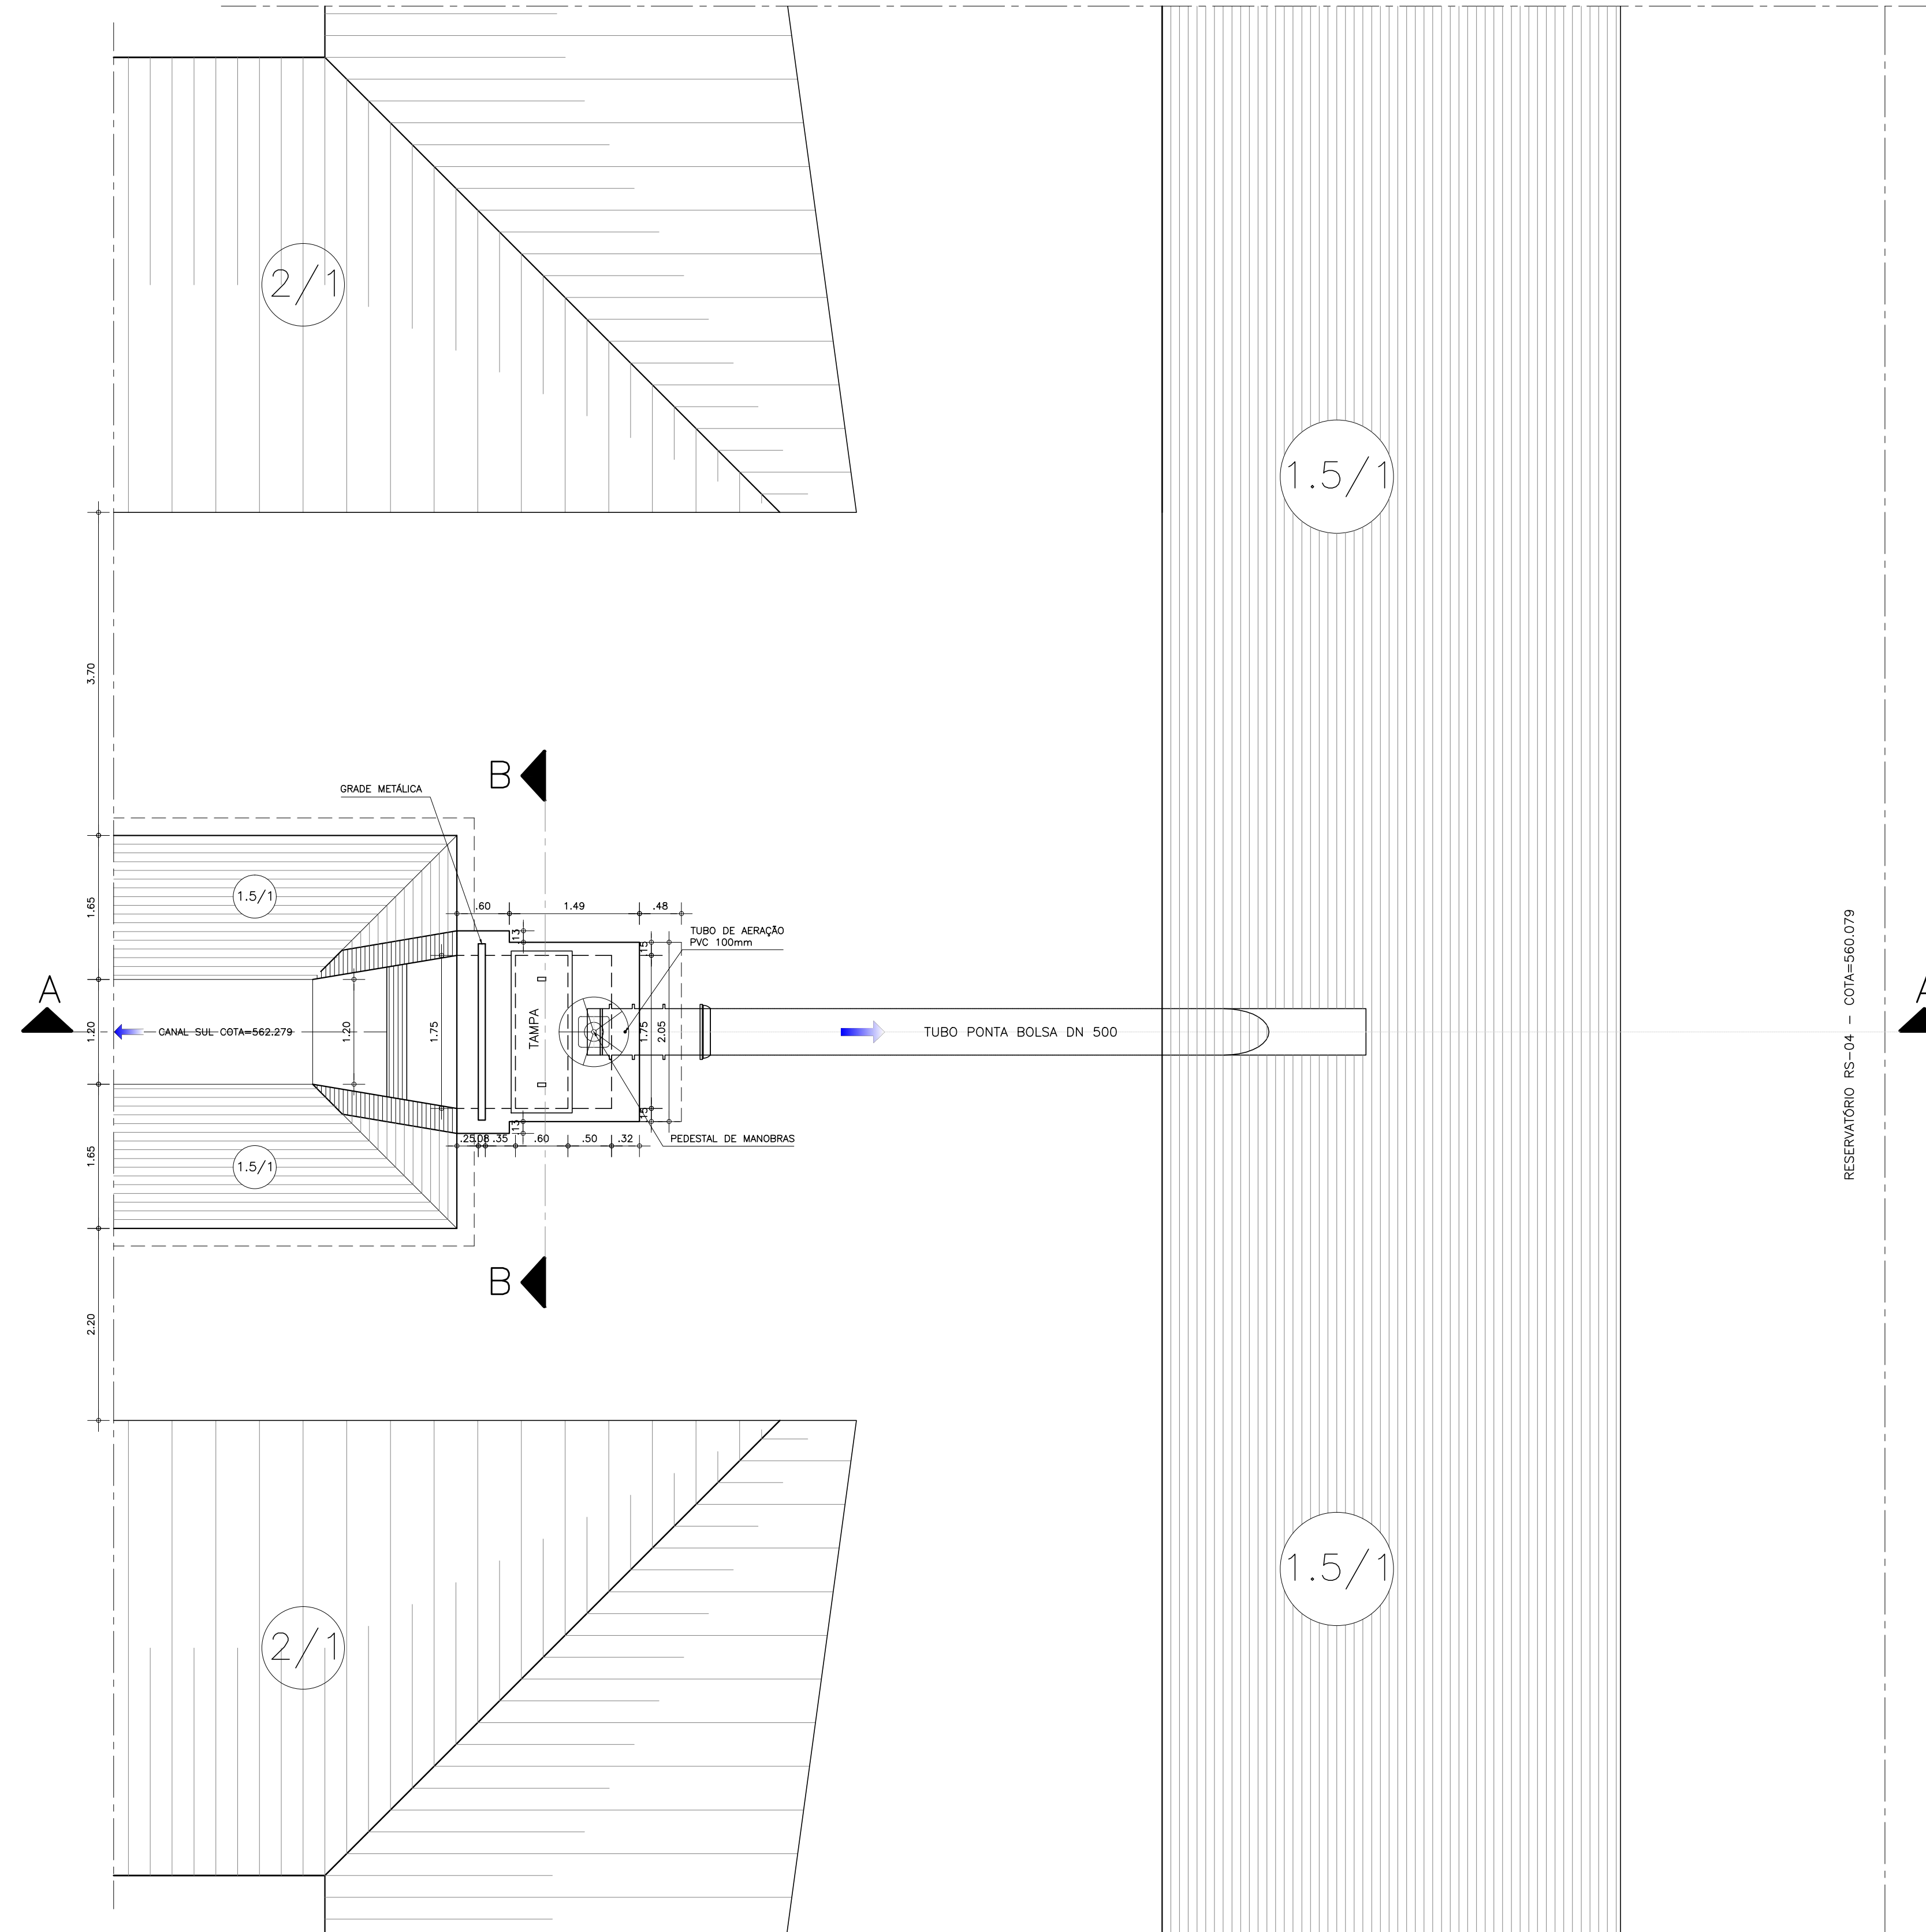 2/1
1.5/1
3.70
B
GRADE METÁLICA
1.5/1
1.65
.60
1.49
.48
.13
.15
TUBO DE AERAÇÃO
PVC 100mm
A
A
1.20
CANAL SUL COTA=562.279
1.20
1.75
TAMPA
1.75
2.05
TUBO PONTA BOLSA DN 500
RESERVATÓRIO RS-04 - COTA=560.079
.13
.15
.25
.08
.35
.60
.50
.32
PEDESTAL DE MANOBRAS
1.65
1.5/1
B
2.20
1.5/1
2/1